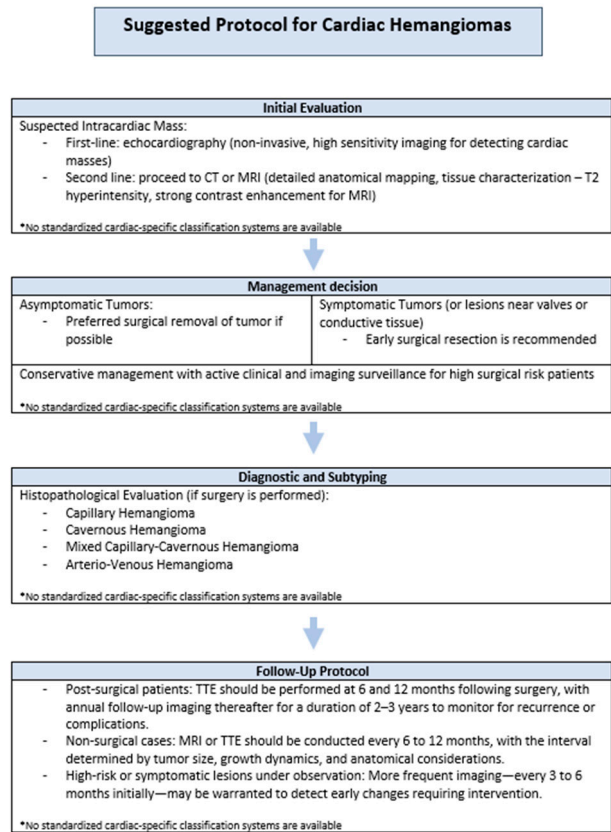 Suggested Protocol for Cardiac Hemangiomas
Initial Evaluation
Suspected Intracardiac Mass:
- First-line: echocardiography (non-invasive, high sensitivity imaging for detecting cardiac
masses)
- Second line: proceed to CT or MRI (detailed anatomical mapping, tissue characterization – T2
hyperintensity, strong contrast enhancement for MRI)
*No standardized cardiac-specific classification systems are available
Management decision
Asymptomatic Tumors:
- Preferred surgical removal of tumor if
possible
Symptomatic Tumors (or lesions near valves or
conductive tissue)
- Early surgical resection is recommended
Conservative management with active clinical and imaging surveillance for high surgical risk patients
*No standardized cardiac-specific classification systems are available
Diagnostic and Subtyping
Histopathological Evaluation (if surgery is performed):
- Capillary Hemangioma
- Cavernous Hemangioma
- Mixed Capillary-Cavernous Hemangioma
- Arterio-Venous Hemangioma
*No standardized cardiac-specific classification systems are available
Follow-Up Protocol
- Post-surgical patients: TTE should be performed at 6 and 12 months following surgery, with
annual follow-up imaging thereafter for a duration of 2–3 years to monitor for recurrence or
complications.
- Non-surgical cases: MRI or TTE should be conducted every 6 to 12 months, with the interval
determined by tumor size, growth dynamics, and anatomical considerations.
- High-risk or symptomatic lesions under observation: More frequent imaging—every 3 to 6
months initially—may be warranted to detect early changes requiring intervention.
*No standardized cardiac-specific classification systems are available